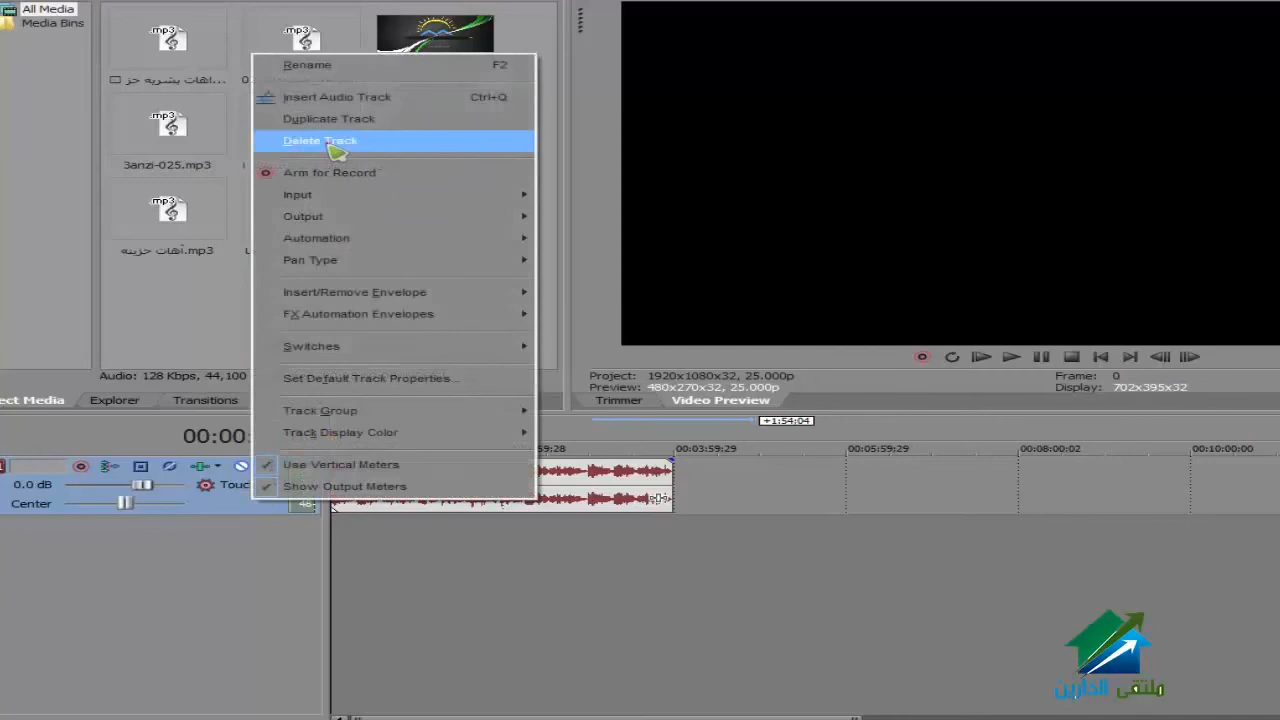 All Media
Media Bins
mp3
mp3
اهات بشريه حز...
mp3
3anzi-025.mp3
mp3
آهات حزينه.mp3
Rename F2
Insert Audio Track Ctrl+Q
Duplicate Track
Delete Track
Arm for Record
Input
Output
Automation
Pan Type
Insert/Remove Envelope
FX Automation Envelopes
Switches
Set Default Track Properties...
Track Group
Track Display Color
Use Vertical Meters
Show Output Meters
Audio: 128 Kbps, 44,100
ect Media Explorer Transitions
Project: 1920x1080x32, 25.000p
Preview: 480x270x32, 25.000p
Frame: 0
Display: 702x395x32
Trimmer Video Preview
+1:54:04
00:00:
59:28 00:03:59;29 00:05:59;29 00:08:00;02 00:10:00;00
0.0 dB Touc
Center 48
ملتقى الدارين